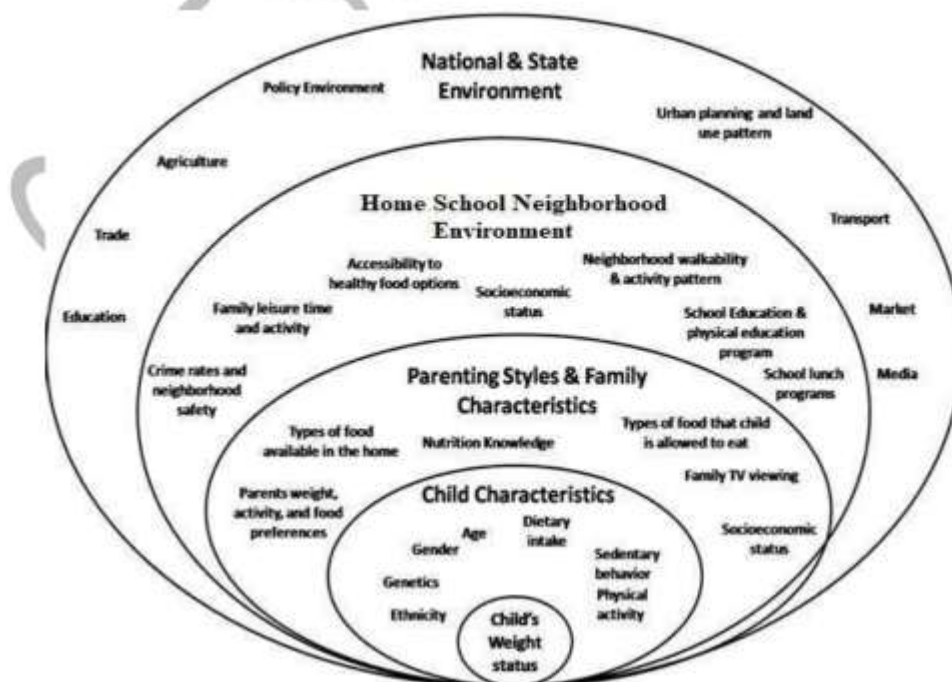 National & State
Environment
Policy Environment
Urban planning and land
use pattern
Agriculture
Trade
Transport
Education
Market
Media
Home School Neighborhood
Environment
Accessibility to
healthy food options
Neighborhood walkability
& activity pattern
Socioeconomic
status
Family leisure time
and activity
School Education &
physical education
program
Crime rates and
neighborhood
safety
School lunch
programs
Parenting Styles & Family
Characteristics
Types of food
available in the home
Nutrition Knowledge
Types of food that child
is allowed to eat
Family TV viewing
Parents weight,
activity, and food
preferences
Socioeconomic
status
Child Characteristics
Age
Dietary
intake
Gender
Sedentary
behavior
Genetics
Physical
activity
Ethnicity
Child's
Weight
status